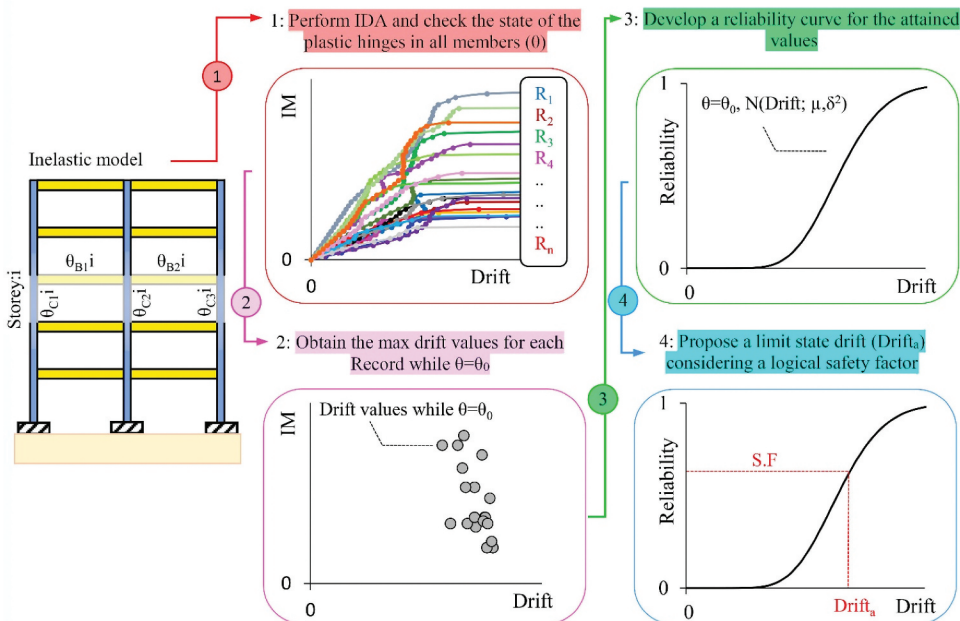 1: Perform IDA and check the state of the
plastic hinges in all members (0)
1
IM
R₁
R₂
R₃
R₄
..
..
..
Rₙ
0
0
Drift
Inelastic model
θB1i
θB2i
Storey:i
θC1i
θC2i
θC3i
2
2: Obtain the max drift values for each
Record while θ=θ₀
IM
Drift values while θ=θ₀
0
0
Drift
3
3: Develop a reliability curve for the attained
values
1
Reliability
θ=θ₀, N(Drift; μ,δ²)
0
0
Drift
4
4: Propose a limit state drift (Driftₐ)
considering a logical safety factor
1
Reliability
S.F
0
0
Driftₐ
Drift